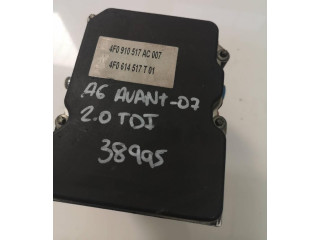 4F0 910 517 AC 007
4F0 614 517 T 01
A6 AVANT-07
2.0 TDI
38995